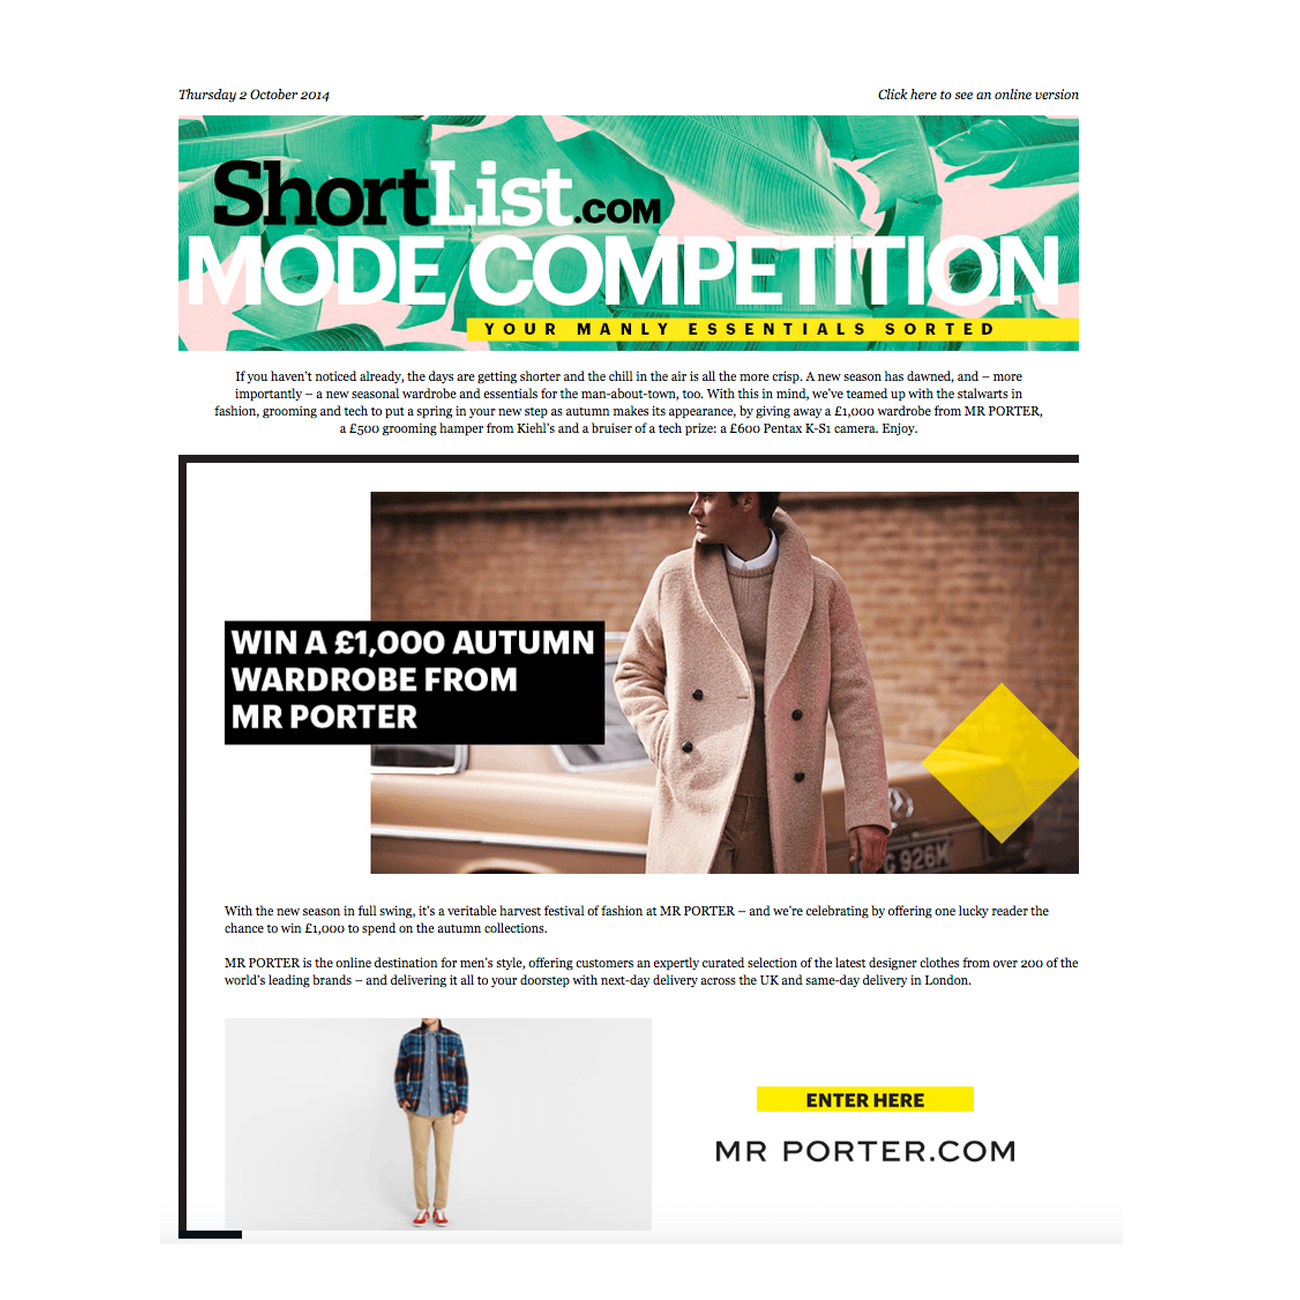 Thursday 2 October 2014
Click here to see an online version
ShortList.COM
MODE COMPETITION
YOUR MANLY ESSENTIALS SORTED
If you haven't noticed already, the days are getting shorter and the chill in the air is all the more crisp. A new season has dawned, and – more
importantly – a new seasonal wardrobe and essentials for the man-about-town, too. With this in mind, we've teamed up with the stalwarts in
fashion, grooming and tech to put a spring in your new step as autumn makes its appearance, by giving away a £1,000 wardrobe from MR PORTER,
a £500 grooming hamper from Kiehl's and a bruiser of a tech prize: a £600 Pentax K-S1 camera. Enjoy.
WIN A £1,000 AUTUMN
WARDROBE FROM
MR PORTER
G 926M
With the new season in full swing, it's a veritable harvest festival of fashion at MR PORTER – and we're celebrating by offering one lucky reader the
chance to win £1,000 to spend on the autumn collections.
MR PORTER is the online destination for men's style, offering customers an expertly curated selection of the latest designer clothes from over 200 of the
world's leading brands – and delivering it all to your doorstep with next-day delivery across the UK and same-day delivery in London.
ENTER HERE
MR PORTER.COM